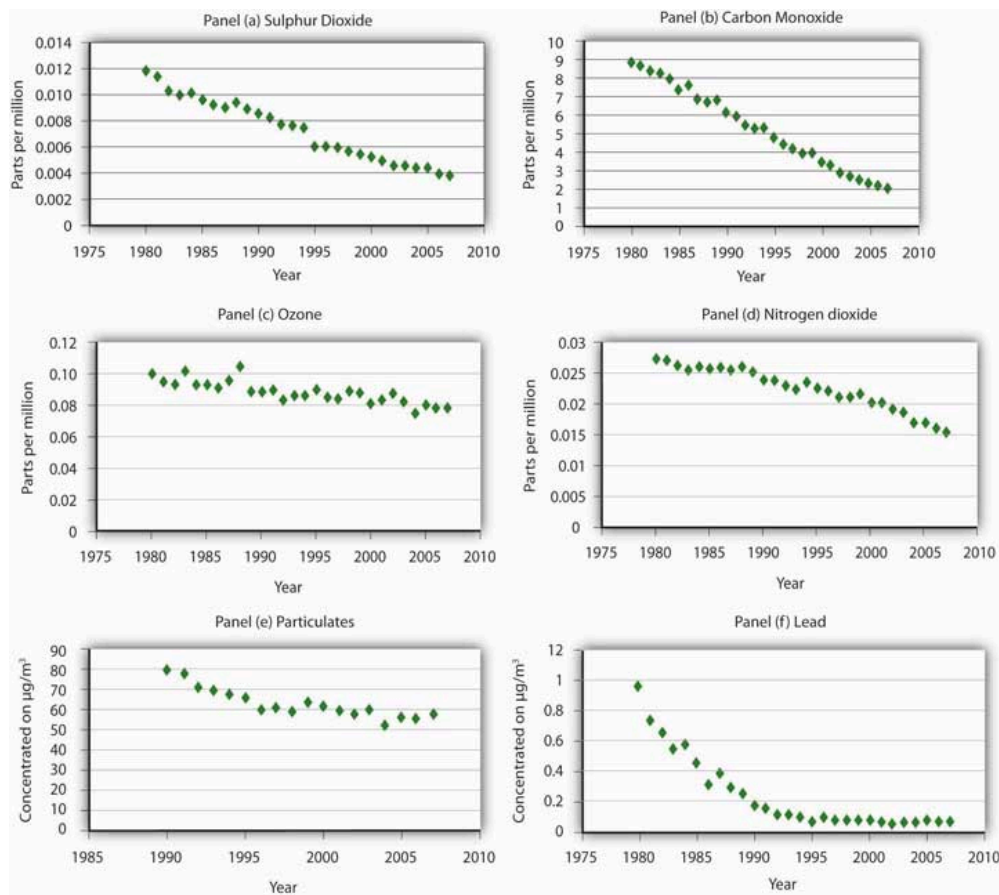 Panel (a) Sulphur Dioxide
0.014
0.012
0.010
0.008
0.006
0.004
0.002
0
Parts per million
1975 1980 1985 1990 1995 2000 2005 2010
Year
Panel (b) Carbon Monoxide
10
9
8
7
6
5
4
3
2
1
0
Parts per million
1975 1980 1985 1990 1995 2000 2005 2010
Year
Panel (c) Ozone
0.12
0.10
0.08
0.06
0.04
0.02
0
Parts per million
1975 1980 1985 1990 1995 2000 2005 2010
Year
Panel (d) Nitrogen dioxide
0.03
0.025
0.02
0.015
0.01
0.005
0
Parts per million
1975 1980 1985 1990 1995 2000 2005 2010
Year
Panel (e) Particulates
90
80
70
60
50
40
30
20
10
0
Concentrated on µg/m³
1985 1990 1995 2000 2005 2010
Year
Panel (f) Lead
1.2
1
0.8
0.6
0.4
0.2
0
Concentrated on µg/m³
1975 1980 1985 1990 1995 2000 2005 2010
Year